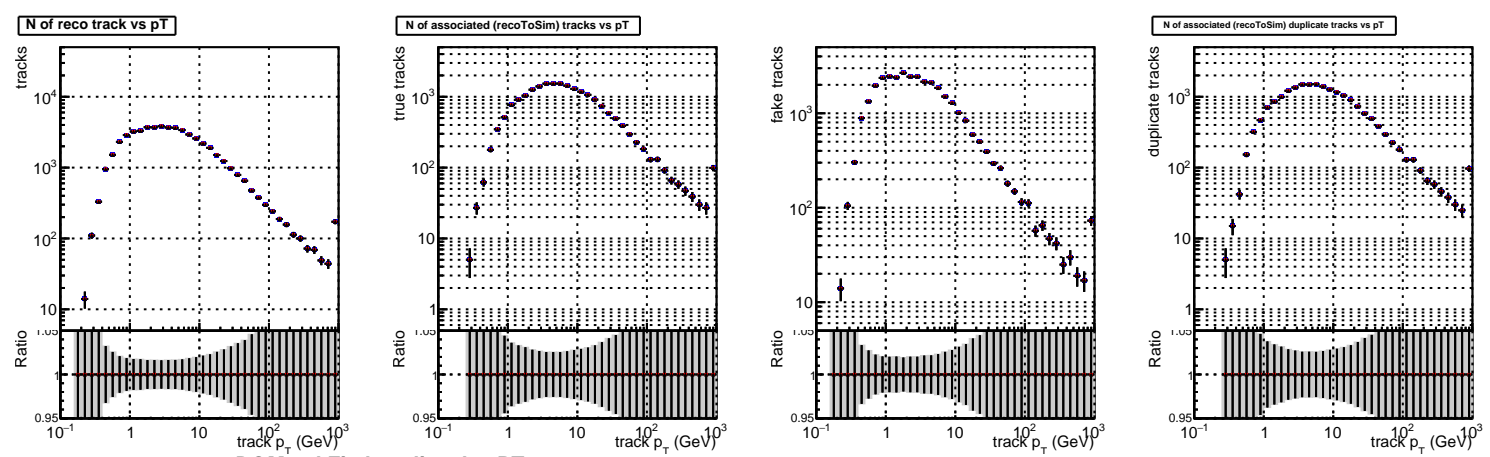 N of reco track vs pT
tracks
10⁴
10³
10²
10
Ratio
1.05
1
0.95
10⁻¹ 1 10 10² 10³
track p_T (GeV)
N of associated (recoToSim) tracks vs pT
true tracks
10³
10²
10
1
Ratio
1.05
1
0.95
10⁻¹ 1 10 10² 10³
track p_T (GeV)
fake tracks
10³
10²
10
Ratio
1.05
1
0.95
10⁻¹ 1 10 10² 10³
track p_T (GeV)
N of associated (recoToSim) duplicate tracks vs pT
duplicate tracks
10³
10²
10
1
Ratio
1.05
1
0.95
10⁻¹ 1 10 10² 10³
track p_T (GeV)